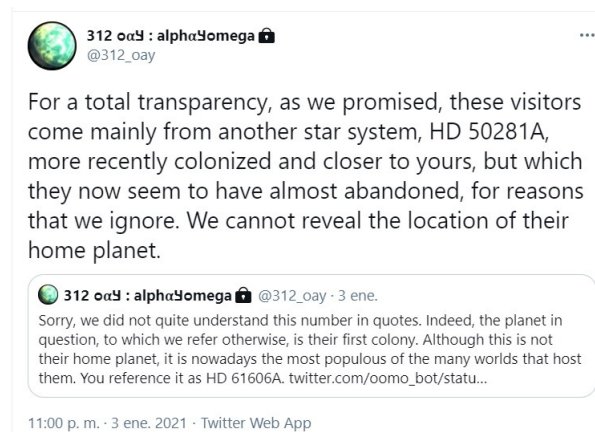 312 oαy : alphαyomega
@312_oay
For a total transparency, as we promised, these visitors
come mainly from another star system, HD 50281A,
more recently colonized and closer to yours, but which
they now seem to have almost abandoned, for reasons
that we ignore. We cannot reveal the location of their
home planet.
312 oαy : alphαyomega @312_oay · 3 ene.
Sorry, we did not quite understand this number in quotes. Indeed, the planet in
question, to which we refer otherwise, is their first colony. Although this is not
their home planet, it is nowadays the most populous of the many worlds that host
them. You reference it as HD 61606A. twitter.com/oomo_bot/statu...
11:00 p. m. · 3 ene. 2021 · Twitter Web App